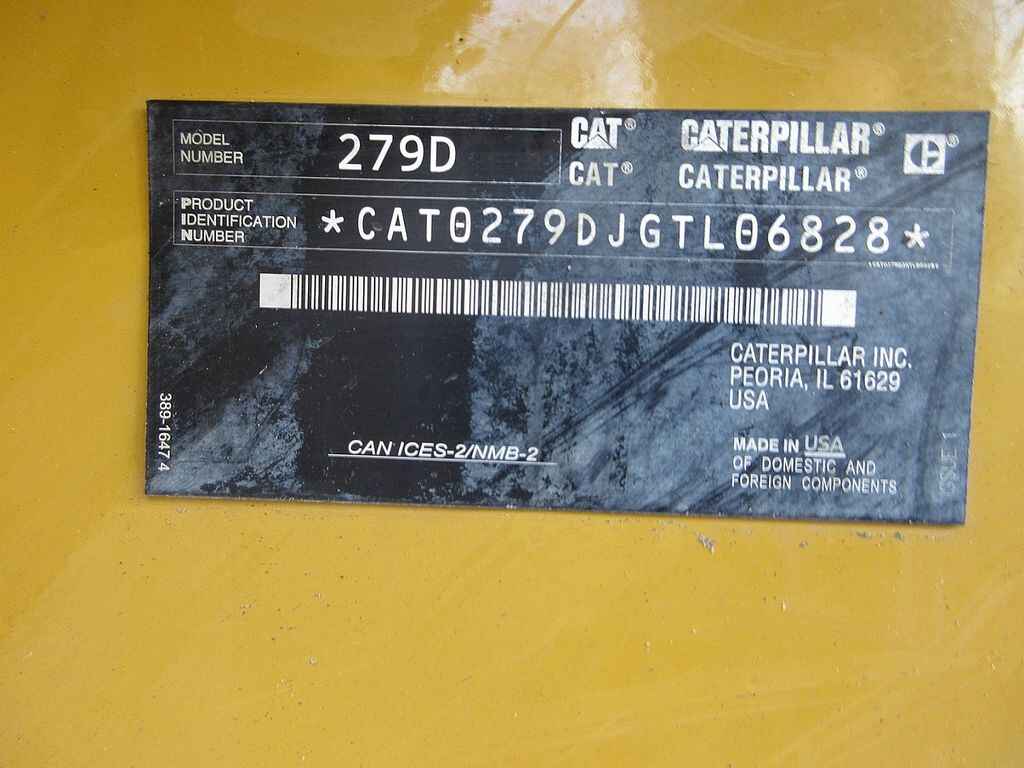 MODEL
NUMBER
279D
CAT® CATERPILLAR® ®
CAT® CATERPILLAR®
PRODUCT
IDENTIFICATION
NUMBER
*CAT0279DJGTL06828*
CATERPILLAR INC.
PEORIA, IL 61629
USA
389-1647 4
CAN ICES-2/NMB-2
MADE IN USA
OF DOMESTIC AND
FOREIGN COMPONENTS